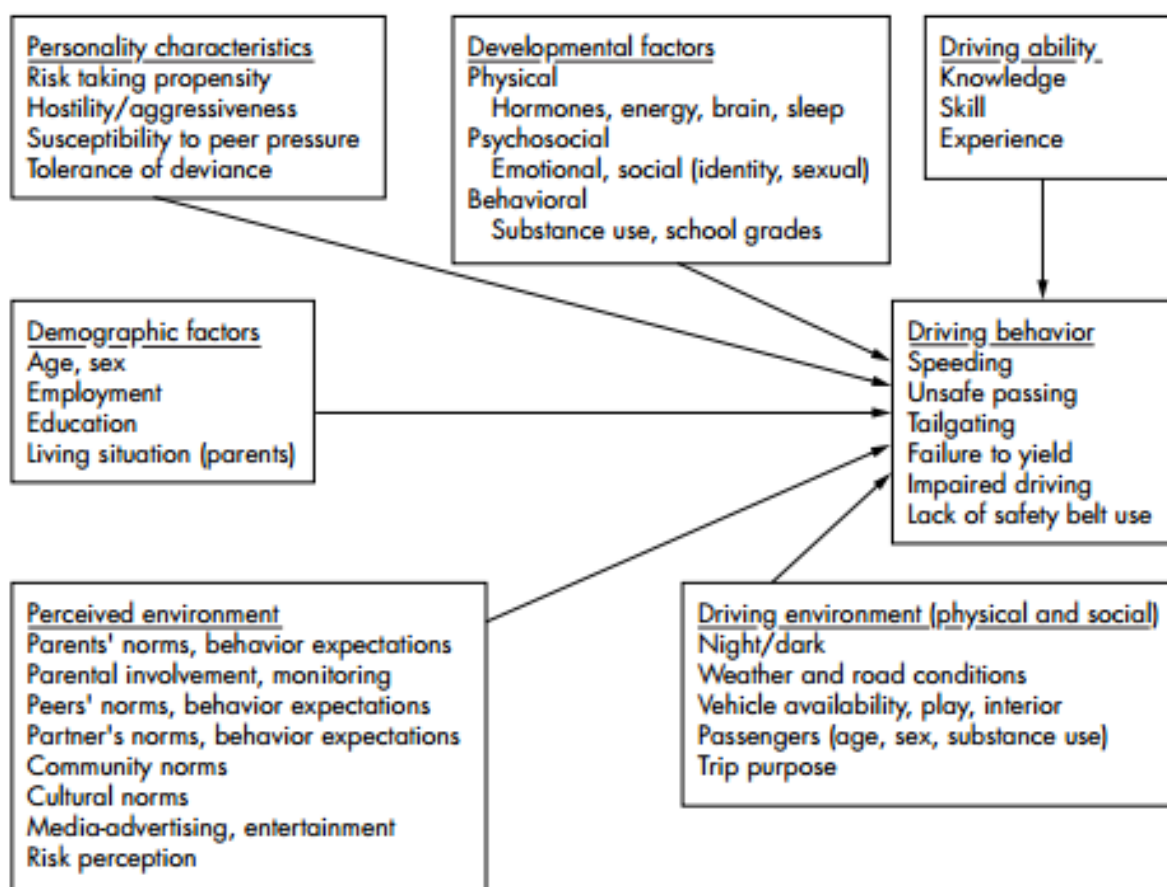 Personality characteristics
Risk taking propensity
Hostility/aggressiveness
Susceptibility to peer pressure
Tolerance of deviance
Developmental factors
Physical
Hormones, energy, brain, sleep
Psychosocial
Emotional, social (identity, sexual)
Behavioral
Substance use, school grades
Driving ability
Knowledge
Skill
Experience
Demographic factors
Age, sex
Employment
Education
Living situation (parents)
Driving behavior
Speeding
Unsafe passing
Tailgating
Failure to yield
Impaired driving
Lack of safety belt use
Perceived environment
Parents' norms, behavior expectations
Parental involvement, monitoring
Peers' norms, behavior expectations
Partner's norms, behavior expectations
Community norms
Cultural norms
Media-advertising, entertainment
Risk perception
Driving environment (physical and social)
Night/dark
Weather and road conditions
Vehicle availability, play, interior
Passengers (age, sex, substance use)
Trip purpose